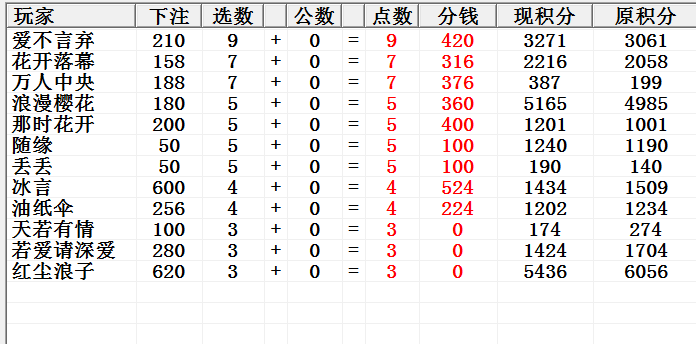 玩家 下注 选数 公数 点数 分钱 现积分 原积分
爱不言弃 210 9 + 0 = 9 420 3271 3061
花开落幕 158 7 + 0 = 7 316 2216 2058
万人中央 188 7 + 0 = 7 376 387 199
浪漫樱花 180 5 + 0 = 5 360 5165 4985
那时花开 200 5 + 0 = 5 400 1201 1001
随缘 50 5 + 0 = 5 100 1240 1190
丢丢 50 5 + 0 = 5 100 190 140
冰言 600 4 + 0 = 4 524 1434 1509
油纸伞 256 4 + 0 = 4 224 1202 1234
天若有情 100 3 + 0 = 3 0 174 274
若爱请深爱 280 3 + 0 = 3 0 1424 1704
红尘浪子 620 3 + 0 = 3 0 5436 6056